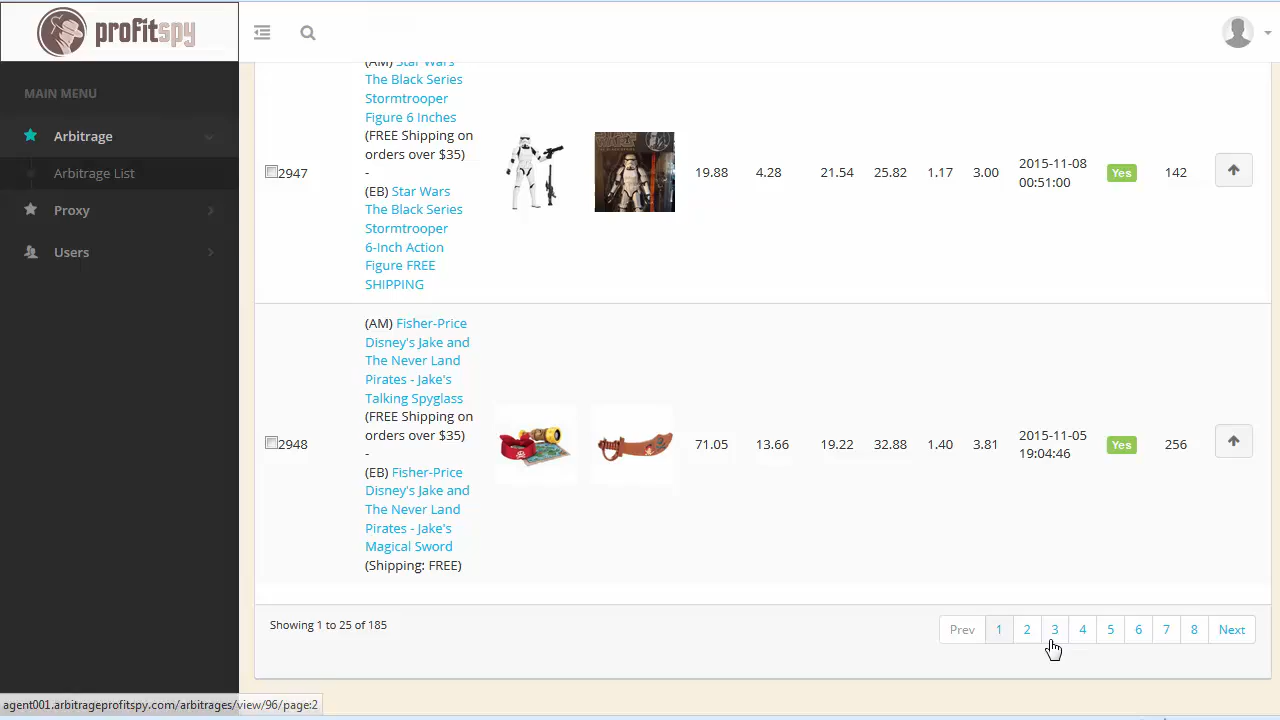 profitspy
MAIN MENU
Arbitrage
Arbitrage List
Proxy
Users
(AM) Star Wars
The Black Series
Stormtrooper
Figure 6 Inches
(FREE Shipping on
orders over $35)
-
(EB) Star Wars
The Black Series
Stormtrooper
6-Inch Action
Figure FREE
SHIPPING
2947
19.88
4.28
21.54
25.82
1.17
3.00
2015-11-08
00:51:00
Yes
142
(AM) Fisher-Price
Disney's Jake and
The Never Land
Pirates - Jake's
Talking Spyglass
(FREE Shipping on
orders over $35)
-
(EB) Fisher-Price
Disney's Jake and
The Never Land
Pirates - Jake's
Magical Sword
(Shipping: FREE)
2948
71.05
13.66
19.22
32.88
1.40
3.81
2015-11-05
19:04:46
Yes
256
Showing 1 to 25 of 185
Prev 1 2 3 4 5 6 7 8 Next
agent001.arbitrageprofitspy.com/arbitrages/view/96/page:2